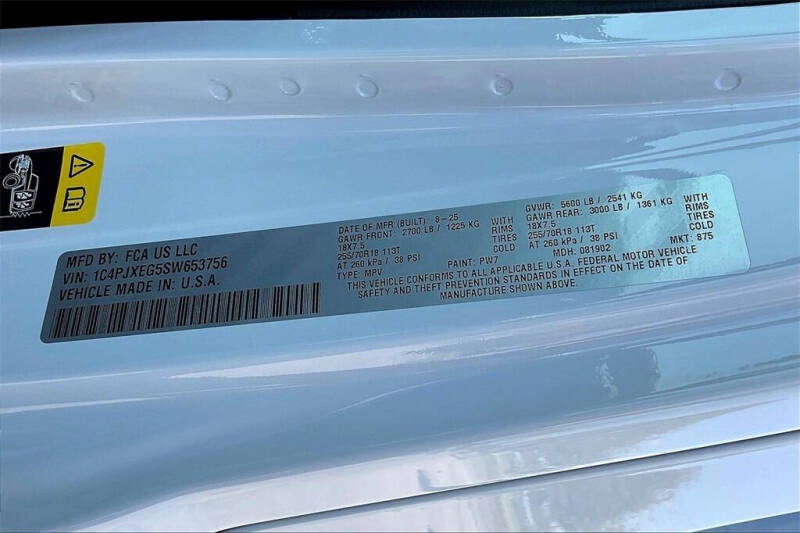 MFD BY: FCA US LLC
VIN: 1C4PJXEG5SW653756
VEHICLE MADE IN: U.S.A.
DATE OF MFR (BUILT): 8-25
GAWR FRONT: 2700 LB / 1225 KG WITH
18X7.5 RIMS
255/70R18 113T TIRES
AT 260 kPa / 38 PSI COLD
TYPE: MPV PAINT: PW7
GVWR: 5600 LB / 2541 KG
GAWR REAR: 3000 LB / 1361 KG WITH
18X7.5 RIMS
255/70R18 113T TIRES
AT 260 kPa / 38 PSI COLD
MDH: 081902 MKT: 875
THIS VEHICLE CONFORMS TO ALL APPLICABLE U.S.A. FEDERAL MOTOR VEHICLE
SAFETY AND THEFT PREVENTION STANDARDS IN EFFECT ON THE DATE OF
MANUFACTURE SHOWN ABOVE.